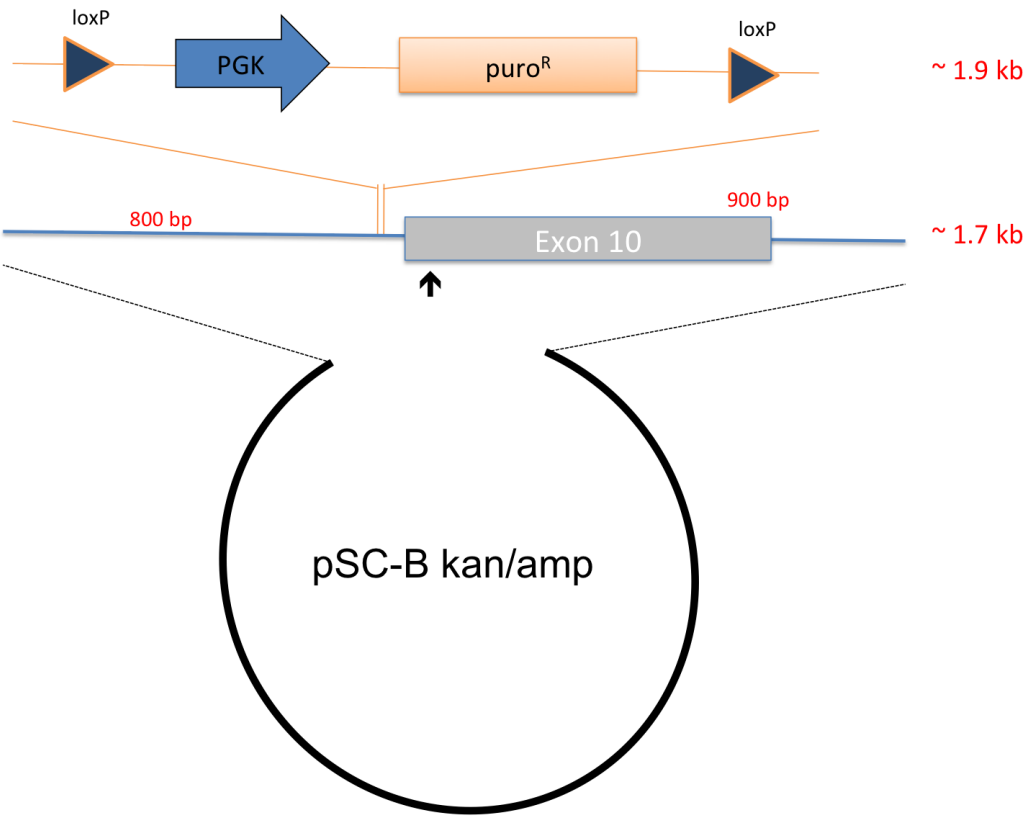 loxP
loxP
PGK
puroR
~ 1.9 kb
800 bp
900 bp
Exon 10
~ 1.7 kb
pSC-B kan/amp